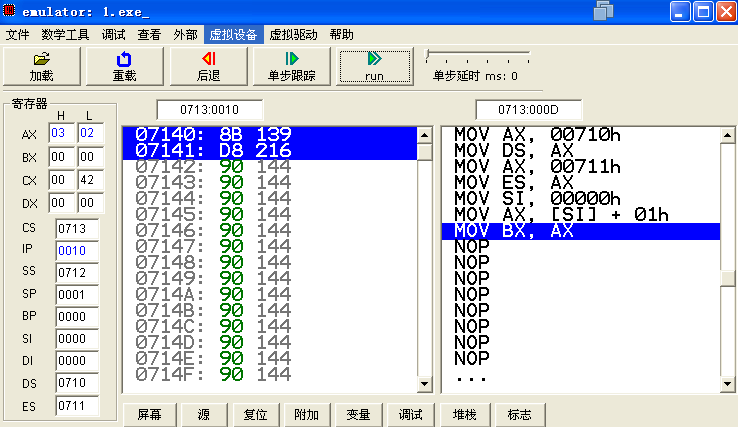 emulator: 1.exe_
文件 数学工具 调试 查看 外部 虚拟设备 虚拟驱动 帮助
加载 重载 后退 单步跟踪 run 单步延时 ms: 0
寄存器
H L
AX 03 02
BX 00 00
CX 00 42
DX 00 00
CS 0713
IP 0010
SS 0712
SP 0001
BP 0000
SI 0000
DI 0000
DS 0710
ES 0711
0713:0010
07140: 8B 139
07141: D8 216
07142: 90 144
07143: 90 144
07144: 90 144
07145: 90 144
07146: 90 144
07147: 90 144
07148: 90 144
07149: 90 144
0714A: 90 144
0714B: 90 144
0714C: 90 144
0714D: 90 144
0714E: 90 144
0714F: 90 144
0713:000D
MOV AX, 00710h
MOV DS, AX
MOV AX, 00711h
MOV ES, AX
MOV SI, 00000h
MOV AX, [SI] + 01h
MOV BX, AX
NOP
NOP
NOP
NOP
NOP
NOP
NOP
NOP
...
屏幕 源 复位 附加 变量 调试 堆栈 标志